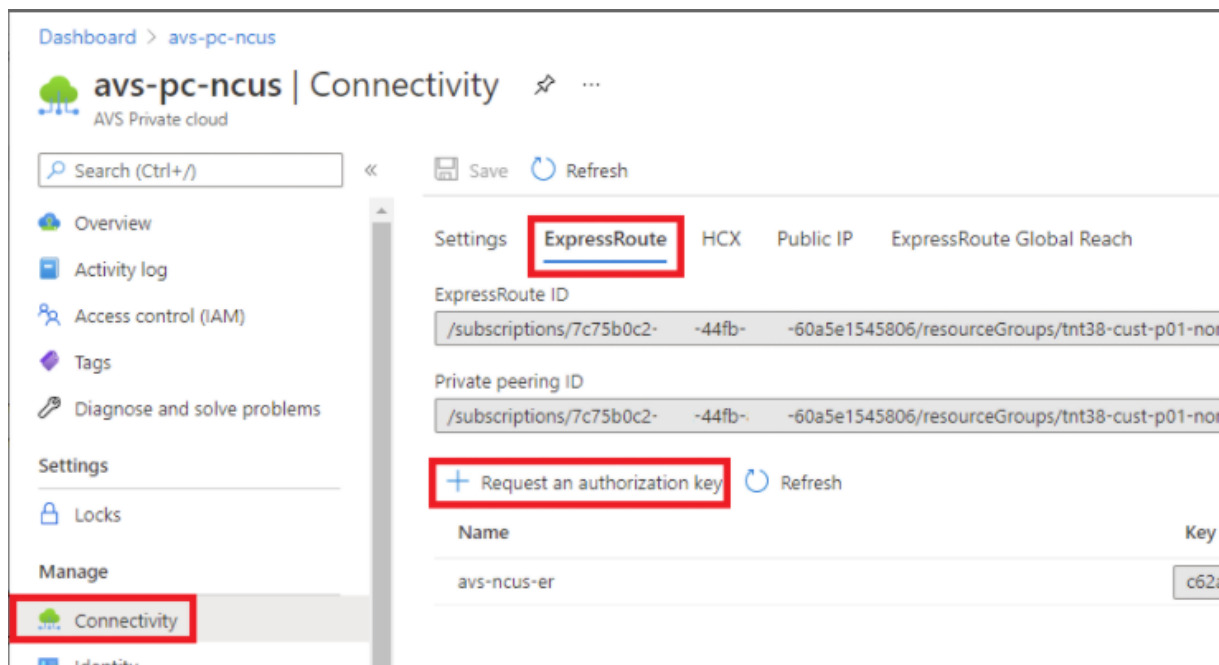 Dashboard > avs-pc-ncus
avs-pc-ncus | Connectivity ...
AVS Private cloud
Search (Ctrl+/) «
Save Refresh
Overview
Activity log
Access control (IAM)
Tags
Diagnose and solve problems
Settings
Locks
Manage
Connectivity
Identity
Settings ExpressRoute HCX Public IP ExpressRoute Global Reach
ExpressRoute ID
/subscriptions/7c75b0c2- -44fb- -60a5e1545806/resourceGroups/tnt38-cust-p01-nor
Private peering ID
/subscriptions/7c75b0c2- -44fb- -60a5e1545806/resourceGroups/tnt38-cust-p01-nor
+ Request an authorization key Refresh
Name Key
avs-ncus-er c62a